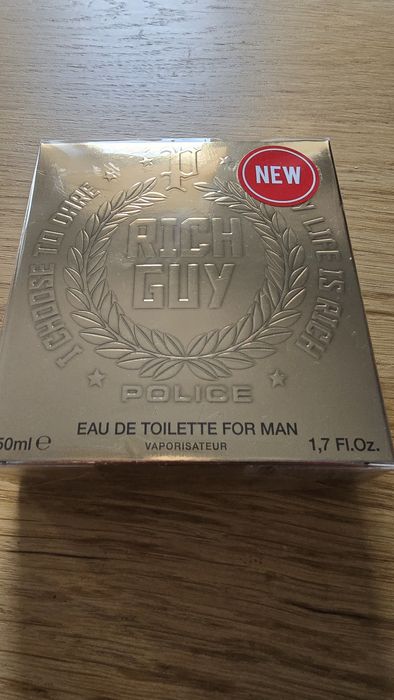 P
NEW
I CHOOSE TO DARE
LIFE IS RICH
RICH
GUY
POLICE
EAU DE TOILETTE FOR MAN
VAPORISATEUR
50ml e
1,7 Fl.Oz.